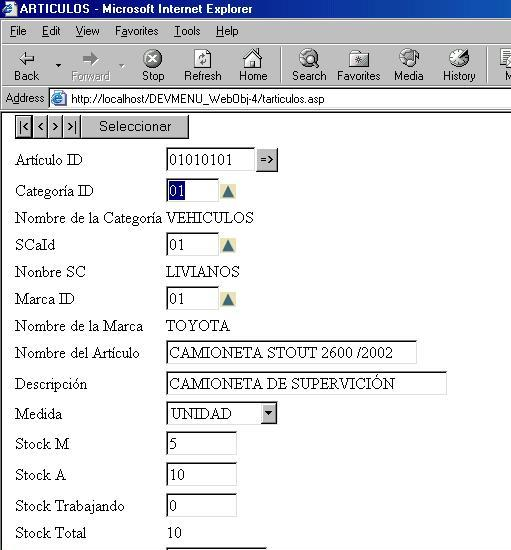 ARTICULOS - Microsoft Internet Explorer
File Edit View Favorites Tools Help
Back Forward Stop Refresh Home Search Favorites Media History
Address http://localhost/DEVMENU_WebObj-4/tarticulos.asp
|< < > >| Seleccionar
Artículo ID 01010101 =>
Categoría ID 01
Nombre de la Categoría VEHICULOS
SCaId 01
Nonbre SC LIVIANOS
Marca ID 01
Nombre de la Marca TOYOTA
Nombre del Artículo CAMIONETA STOUT 2600 /2002
Descripción CAMIONETA DE SUPERVICIÓN
Medida UNIDAD
Stock M 5
Stock A 10
Stock Trabajando 0
Stock Total 10